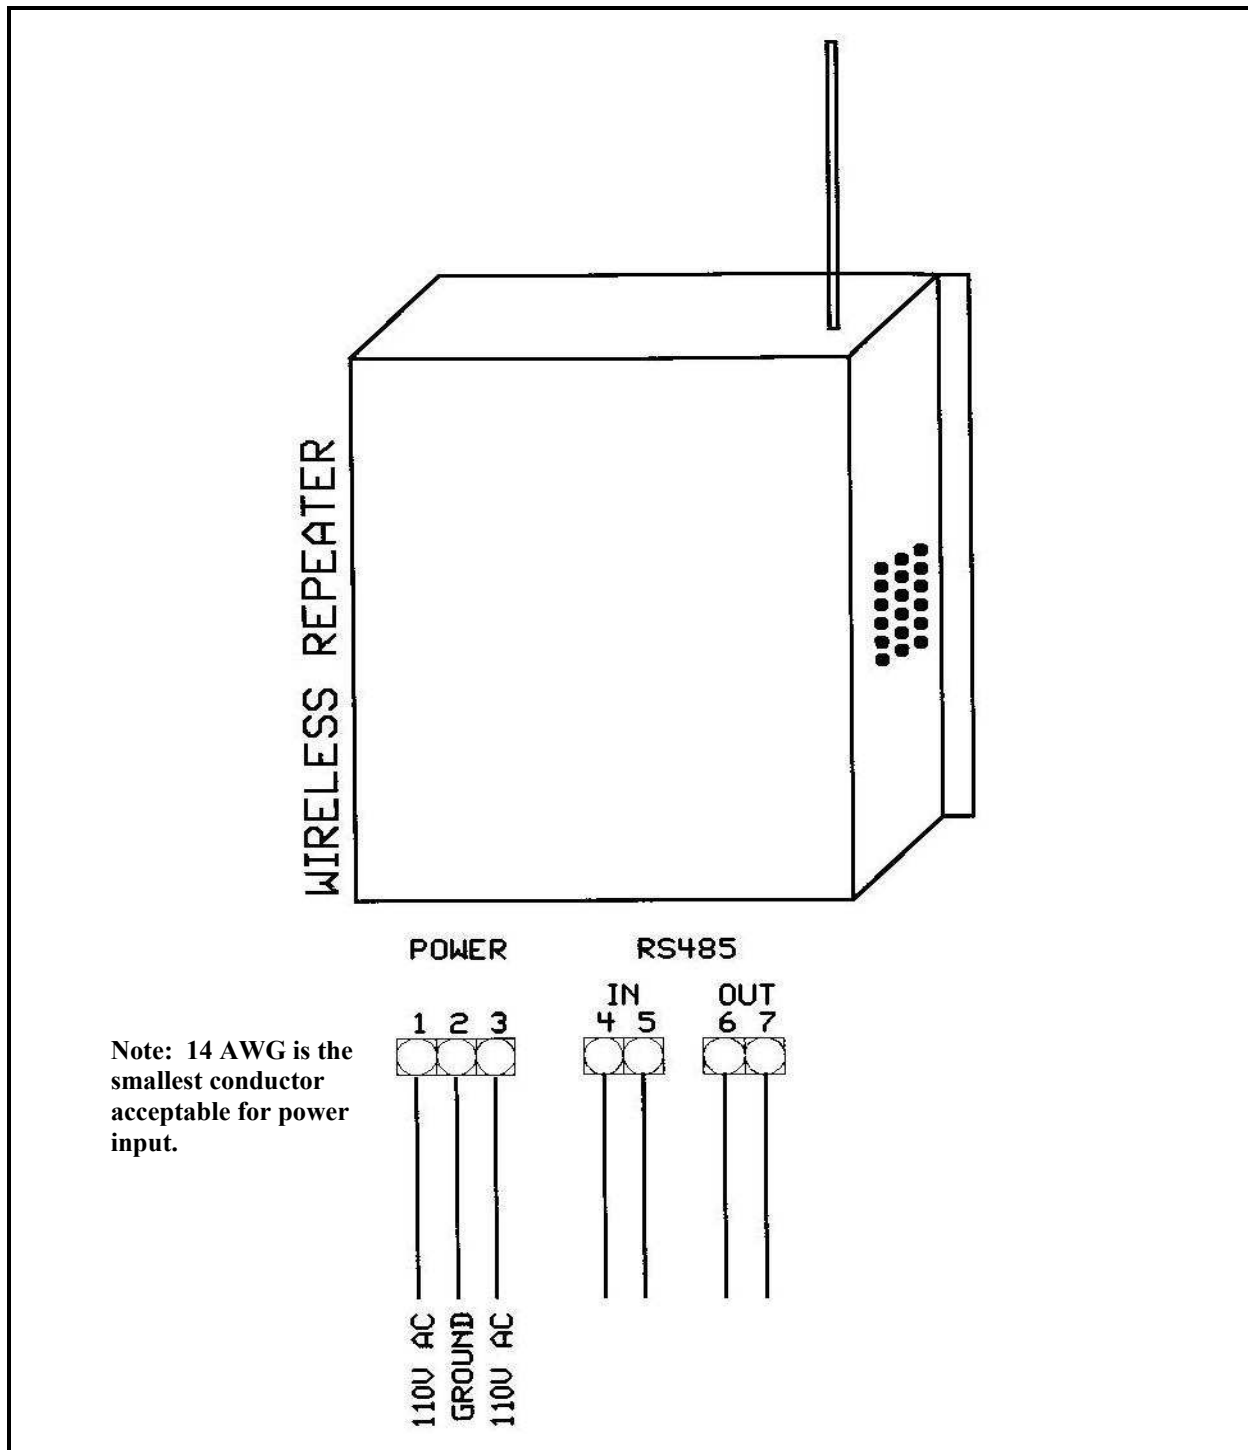 WIRELESS REPEATER
POWER
RS485
IN
OUT
1 2 3
4 5
6 7
Note: 14 AWG is the
smallest conductor
acceptable for power
input.
110V AC
GROUND
110V AC